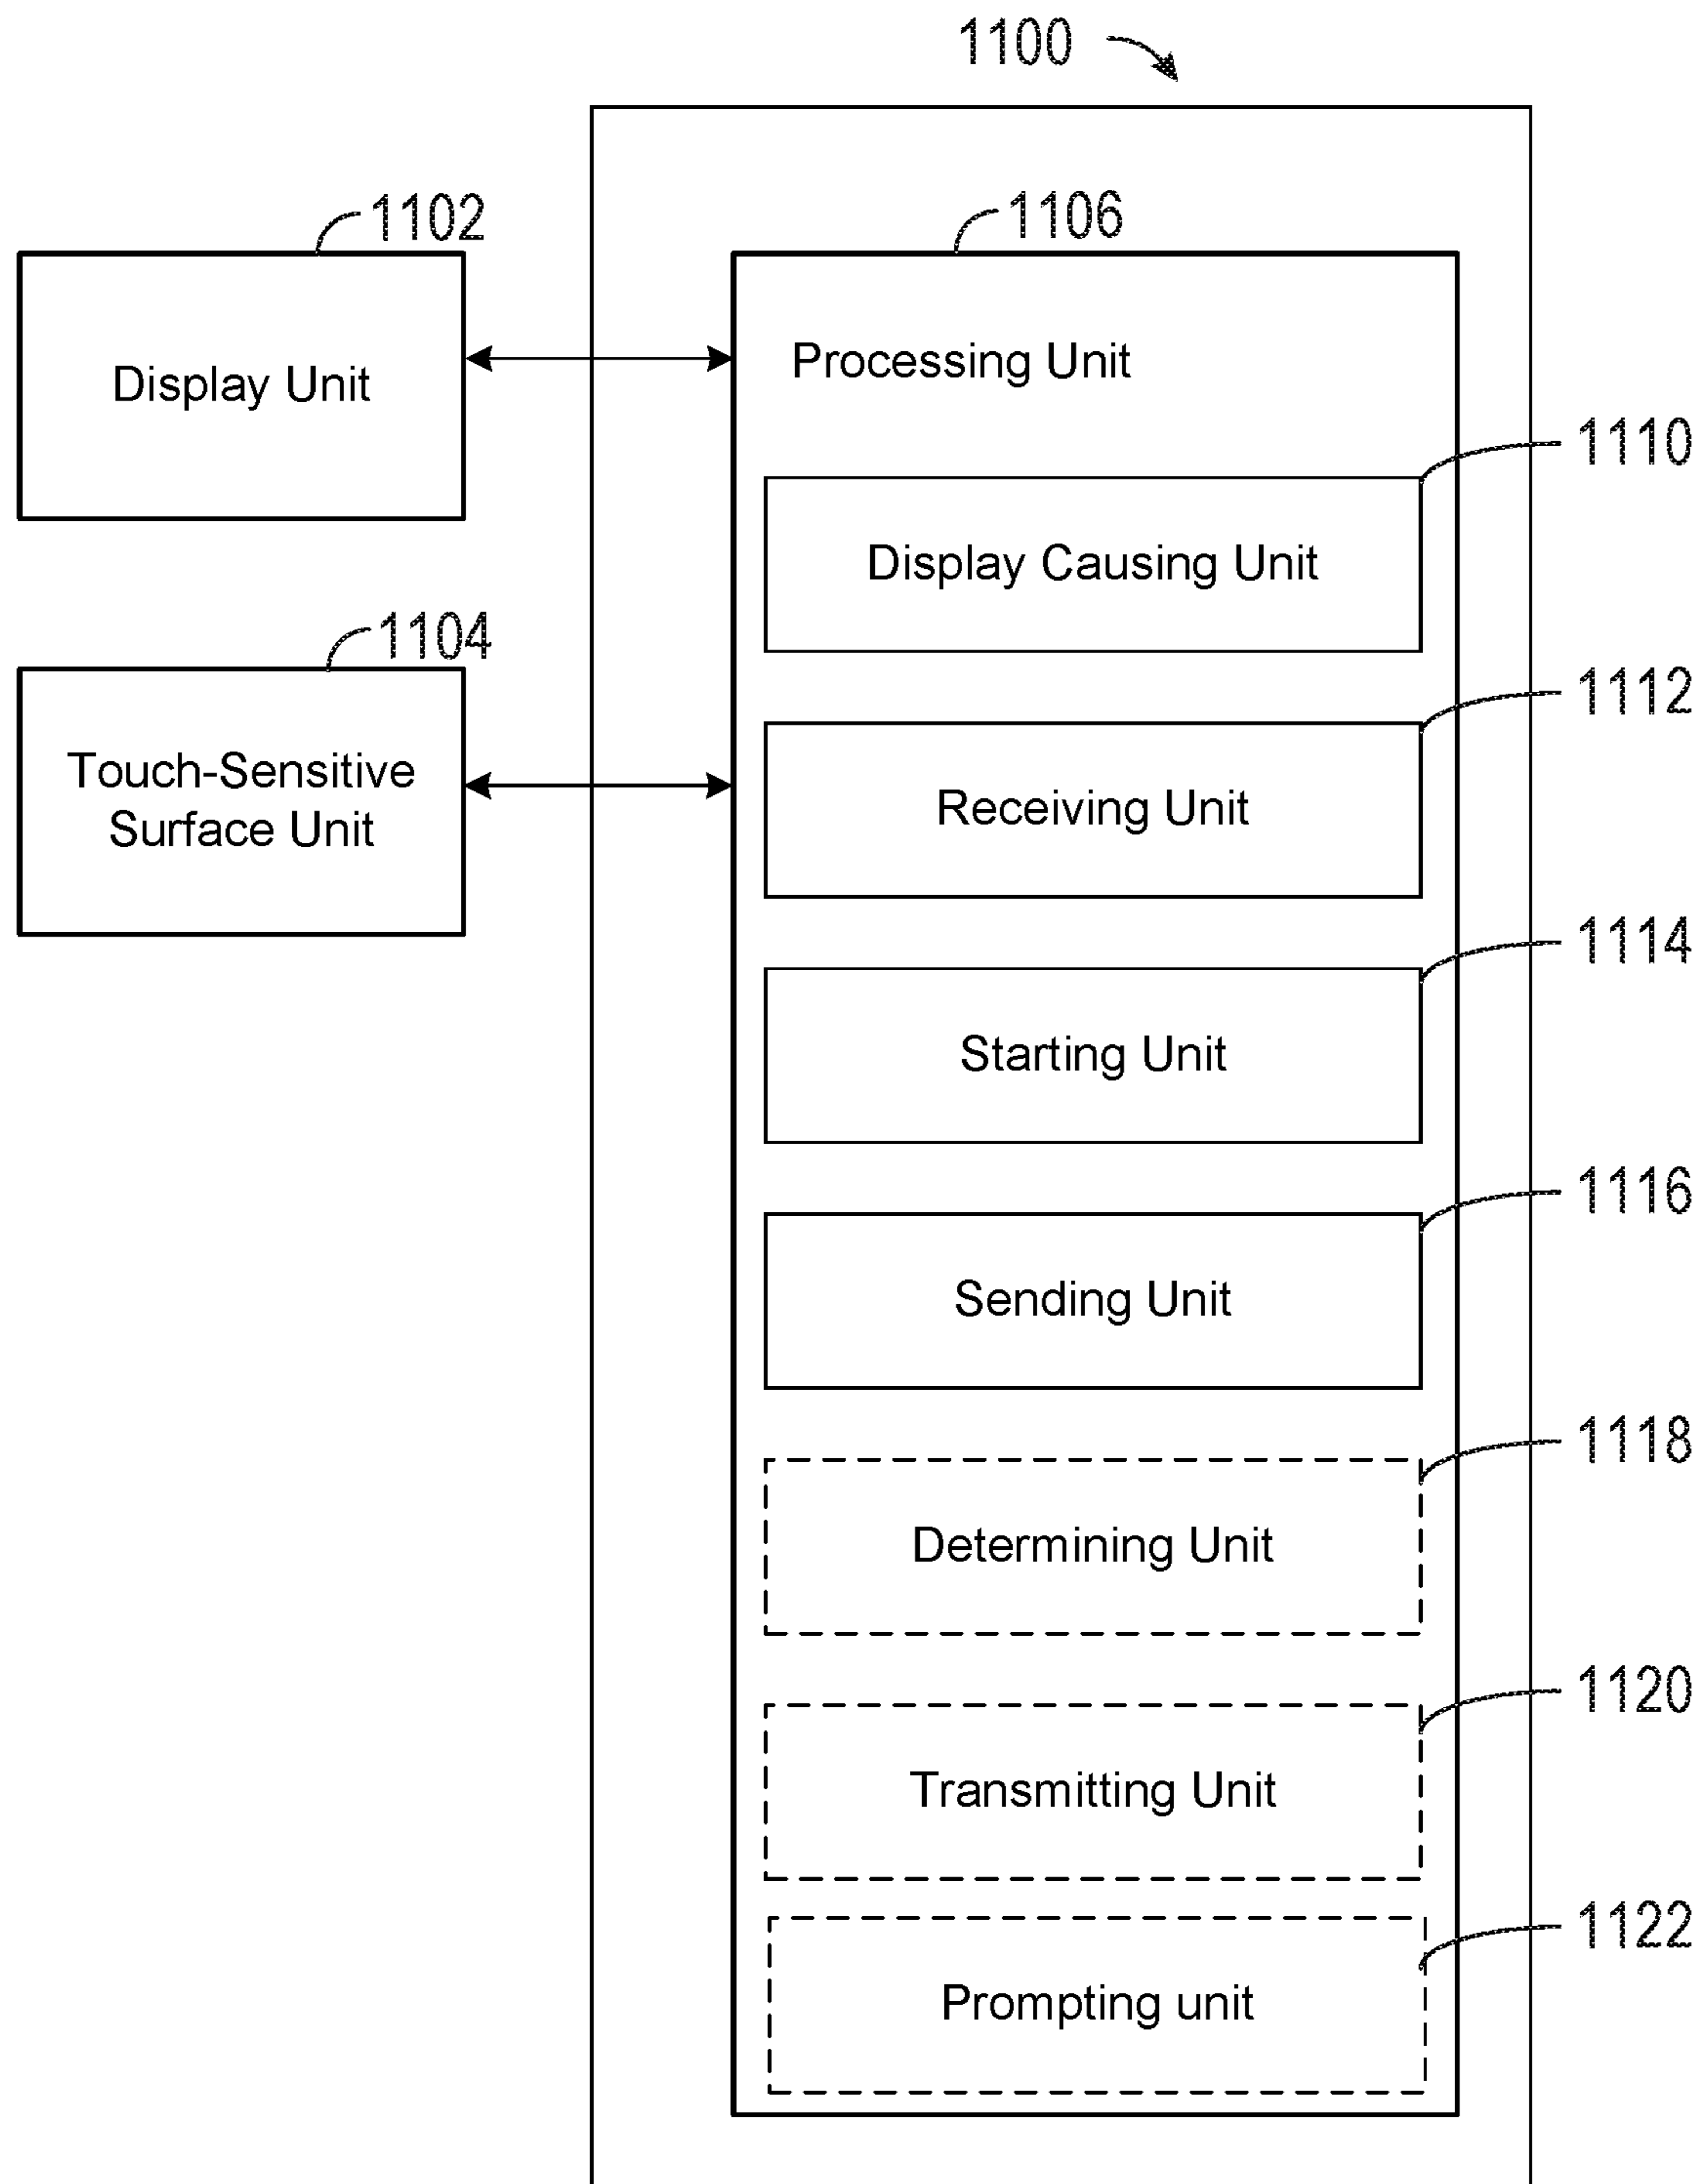 1100
1102
1106
Display Unit
Processing Unit
1110
Display Causing Unit
1104
1112
Touch-Sensitive
Surface Unit
Receiving Unit
1114
Starting Unit
1116
Sending Unit
1118
Determining Unit
1120
Transmitting Unit
1122
Prompting unit